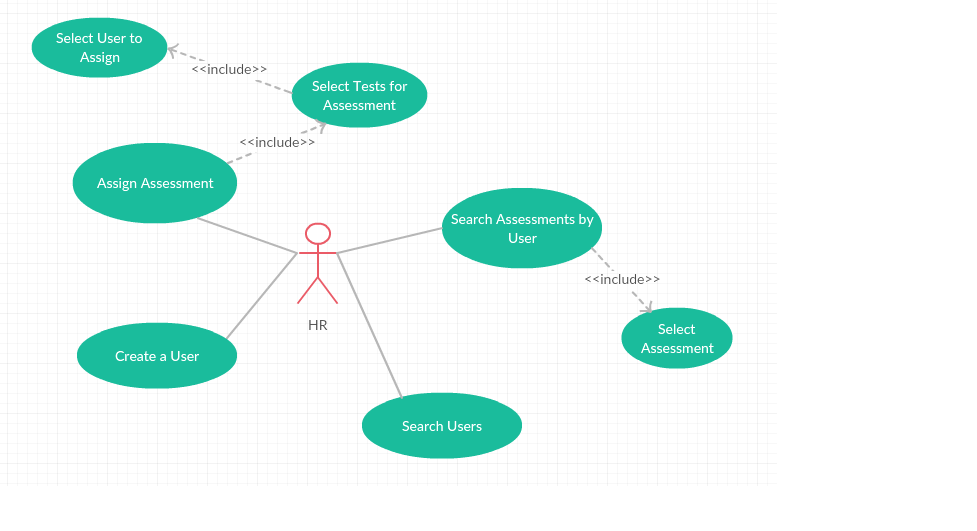 Select User to
Assign
<<include>>
Select Tests for
Assessment
<<include>>
Assign Assessment
Search Assessments by
User
<<include>>
HR
Select
Assessment
Create a User
Search Users